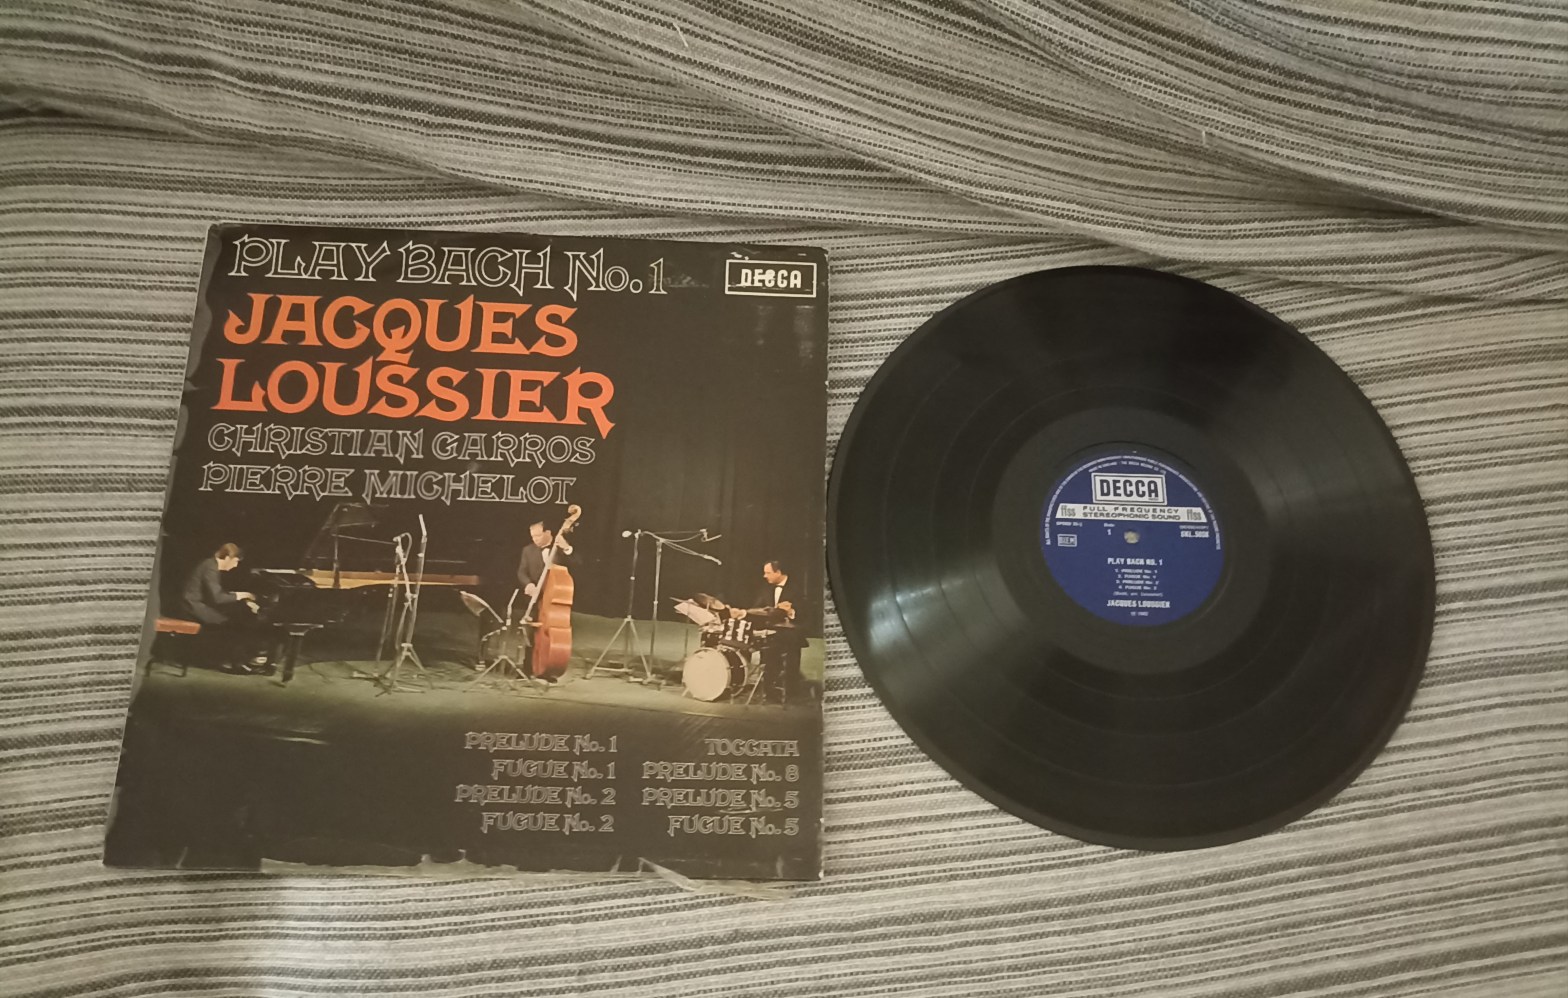 PLAY BACH No. 1
DECCA
JACQUES
LOUSSIER
CHRISTIAN GARROS
PIERRE MICHELOT
PRELUDE No. 1
FUGUE No. 1
PRELUDE No. 2
FUGUE No. 2
TOCCATA
PRELUDE No. 8
PRELUDE No. 5
FUGUE No. 5
DECCA
ffss
FULL FREQUENCY
STEREOPHONIC SOUND
ffss
1
PLAY BACH NO. 1
JACQUES LOUSSIER